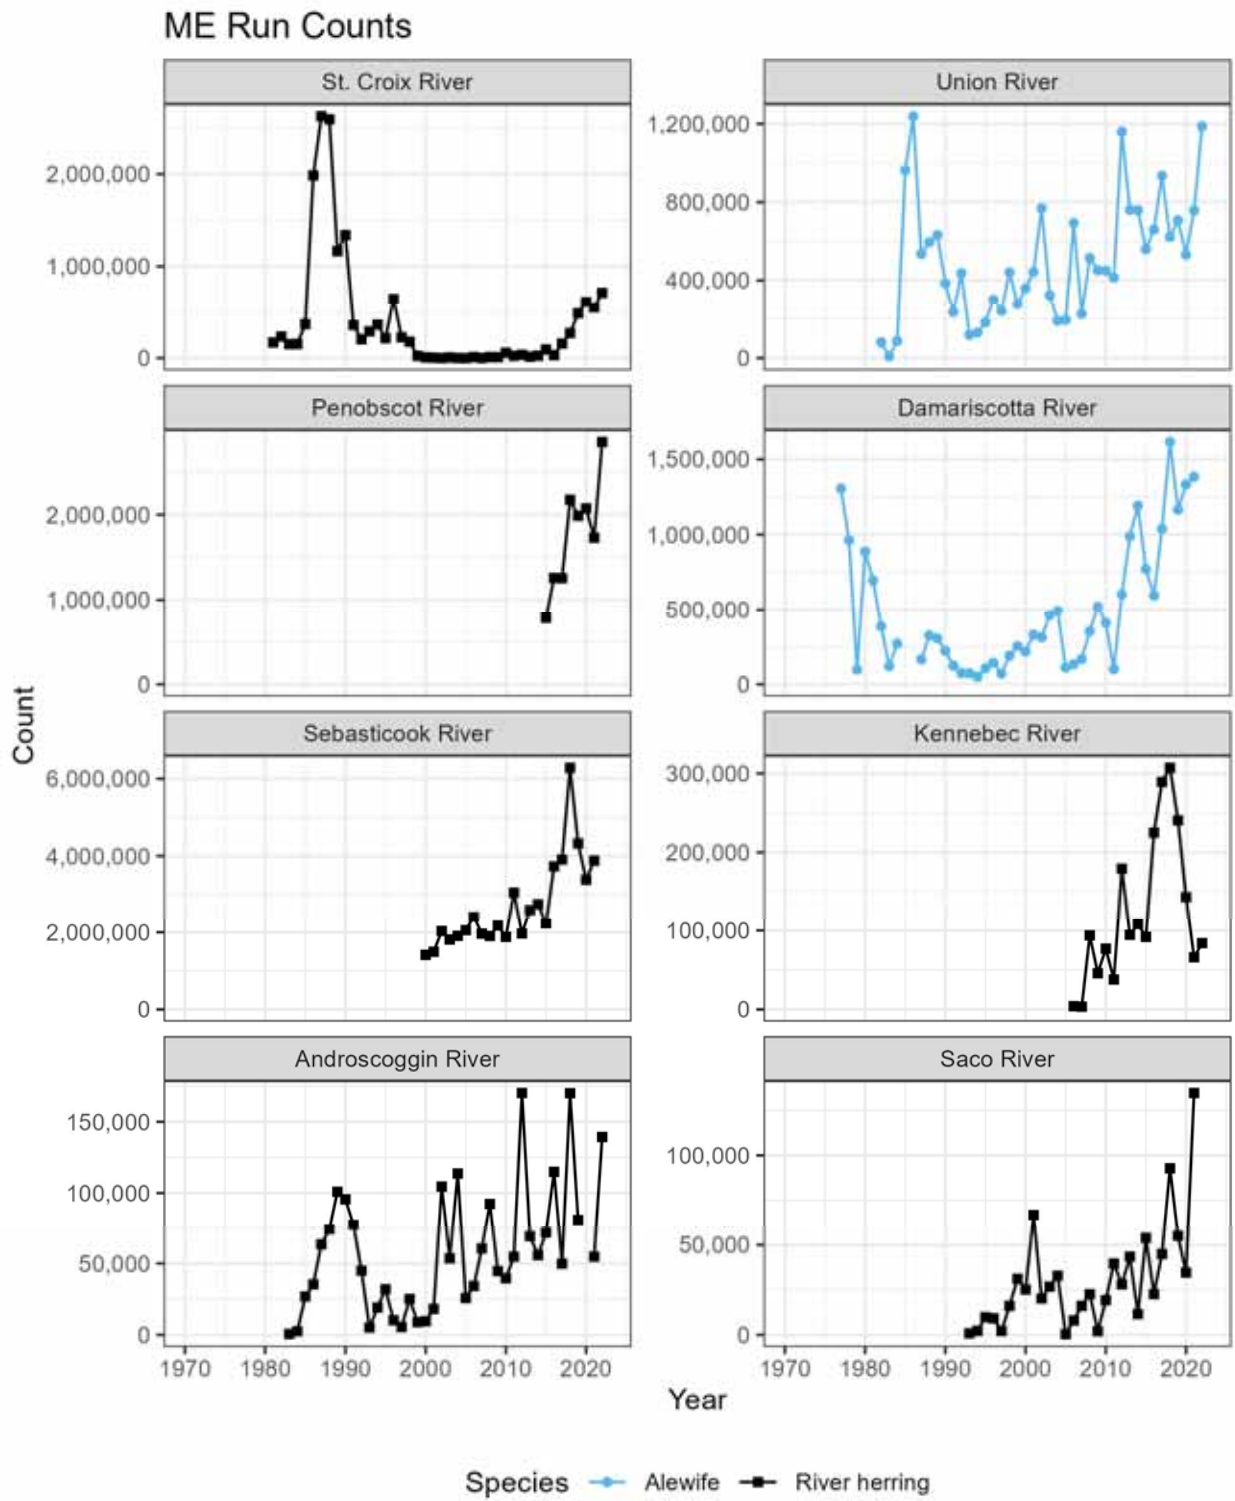 ME Run Counts
St. Croix River
Union River
2,000,000
1,000,000
0
1,200,000
800,000
400,000
0
Penobscot River
Damariscotta River
2,000,000
1,000,000
0
1,500,000
1,000,000
500,000
0
Count
Sebasticook River
Kennebec River
6,000,000
4,000,000
2,000,000
0
300,000
200,000
100,000
0
Androscoggin River
Saco River
150,000
100,000
50,000
0
100,000
50,000
0
1970 1980 1990 2000 2010 2020
1970 1980 1990 2000 2010 2020
Year
Species Alewife River herring